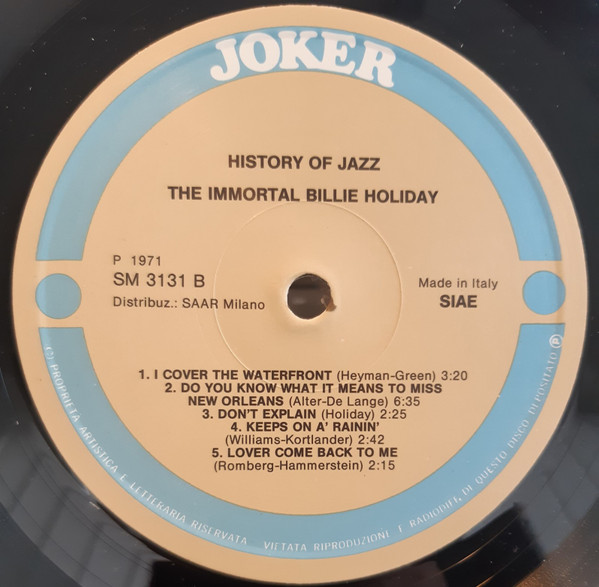 JOKER
HISTORY OF JAZZ
THE IMMORTAL BILLIE HOLIDAY
P 1971
SM 3131 B
Distribuz.: SAAR Milano
Made in Italy
SIAE
1. I COVER THE WATERFRONT (Heyman-Green) 3:20
2. DO YOU KNOW WHAT IT MEANS TO MISS
NEW ORLEANS (Alter-De Lange) 6:35
3. DON'T EXPLAIN (Holiday) 2:25
4. KEEPS ON A' RAININ'
(Williams-Kortlander) 2:42
5. LOVER COME BACK TO ME
(Romberg-Hammerstein) 2:15
(C) PROPRIETA ARTISTICA E LETTERARIA RISERVATA VIETATA RIPRODUZIONI E RADIODIFF. DI QUESTO DISCO DEPOSITATO